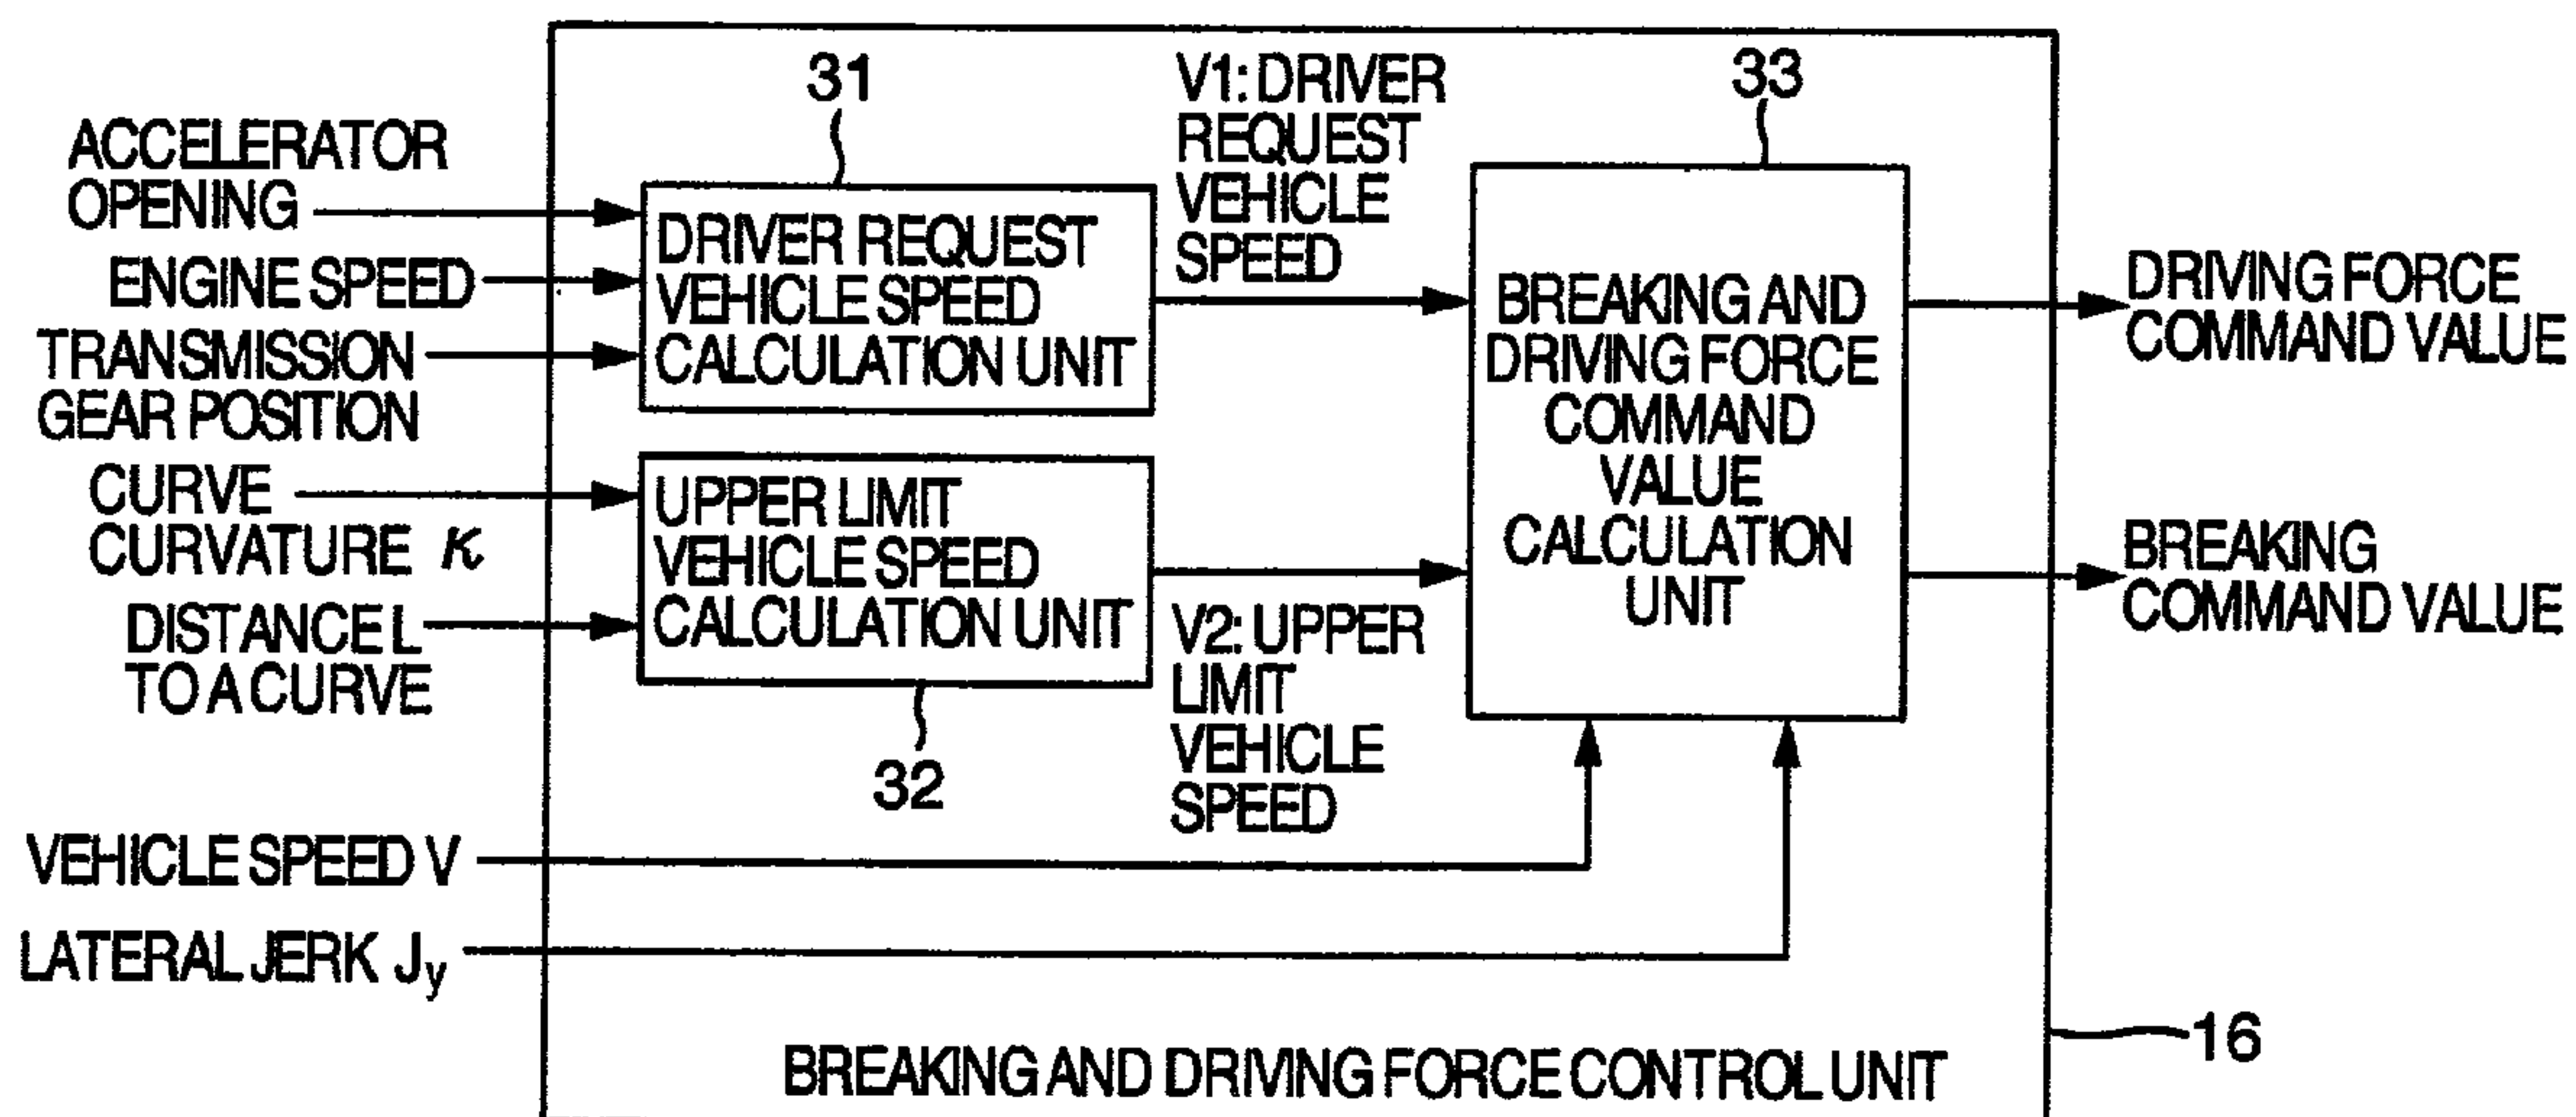 31
V1: DRIVER
REQUEST
VEHICLE
SPEED
33
ACCELERATOR
OPENING
ENGINE SPEED
TRANSMISSION
GEAR POSITION
DRIVER REQUEST
VEHICLE SPEED
CALCULATION UNIT
BREAKING AND
DRIVING FORCE
COMMAND
VALUE
CALCULATION
UNIT
DRIVING FORCE
COMMAND VALUE
CURVE
CURVATURE κ
DISTANCE L
TO A CURVE
UPPER LIMIT
VEHICLE SPEED
CALCULATION UNIT
32
V2: UPPER
LIMIT
VEHICLE
SPEED
BREAKING
COMMAND VALUE
VEHICLE SPEED V
LATERAL JERK Jy
16
BREAKING AND DRIVING FORCE CONTROL UNIT